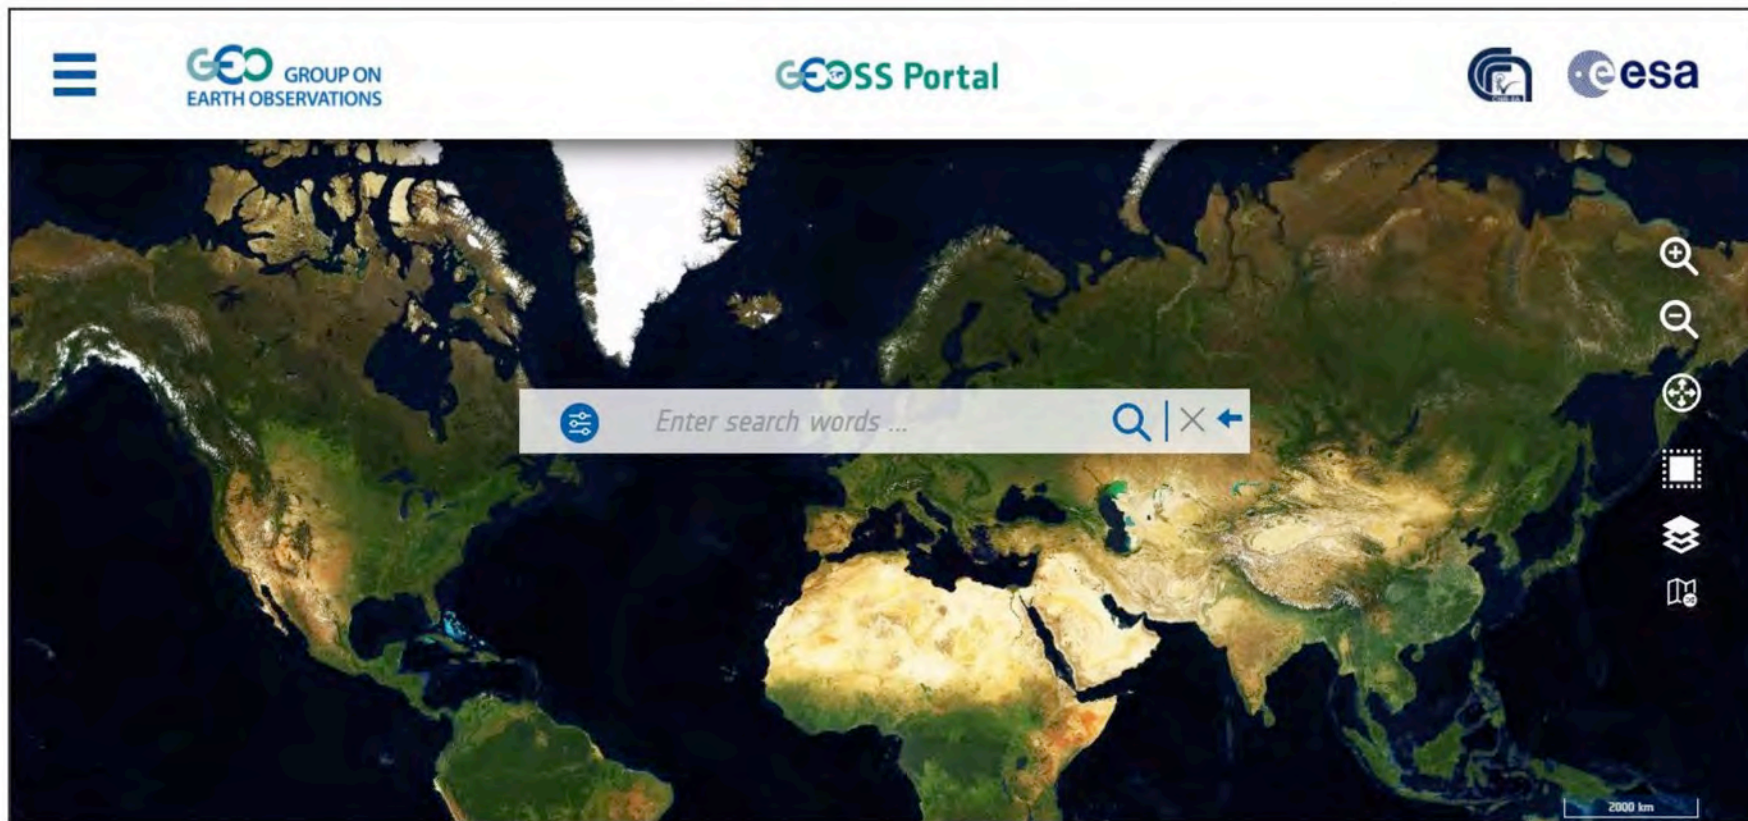 GEO GROUP ON
EARTH OBSERVATIONS
GEOSS Portal
esa
Enter search words ...
2000 km